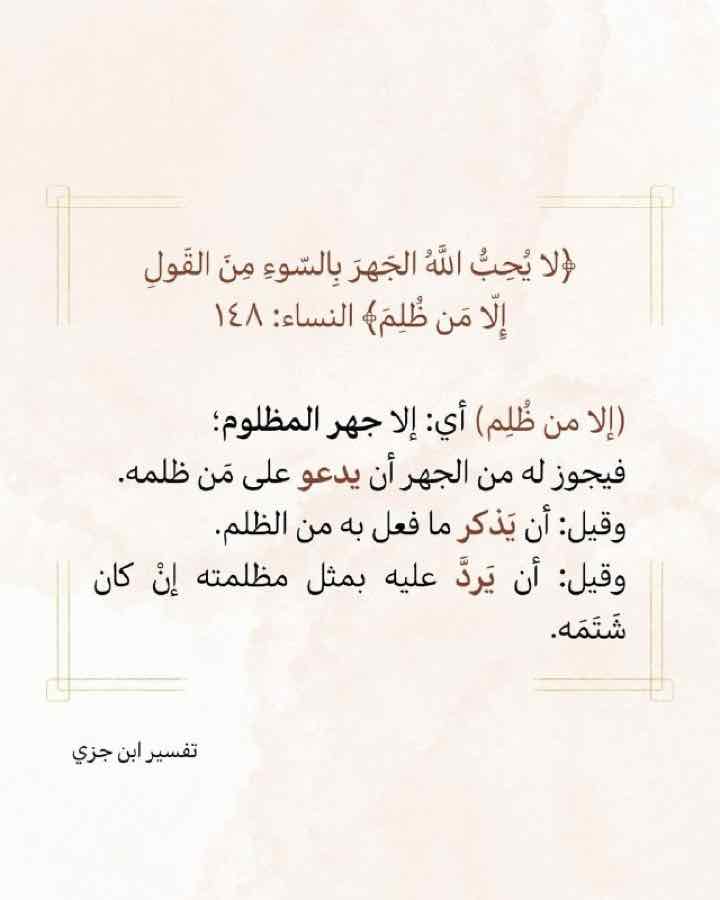 ﴿لا يُحِبُّ اللَّهُ الجَهرَ بِالسّوءِ مِنَ القَولِ
إِلّا مَن ظُلِمَ﴾ النساء: ١٤٨
(إلا من ظُلِم) أي: إلا جهر المظلوم؛
فيجوز له من الجهر أن يدعو على مَن ظلمه.
وقيل: أن يَذكر ما فعل به من الظلم.
وقيل: أن يَردَّ عليه بمثل مظلمته إنْ كان
شَتَمَه.
تفسير ابن جزي